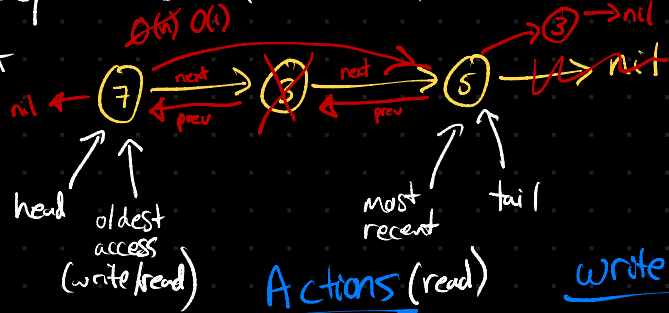 O(n) O(1)
3 nil
7 next 3 next 5 nil
nil prev prev
head
oldest
access
(write/read)
most
recent
tail
Actions (read) write